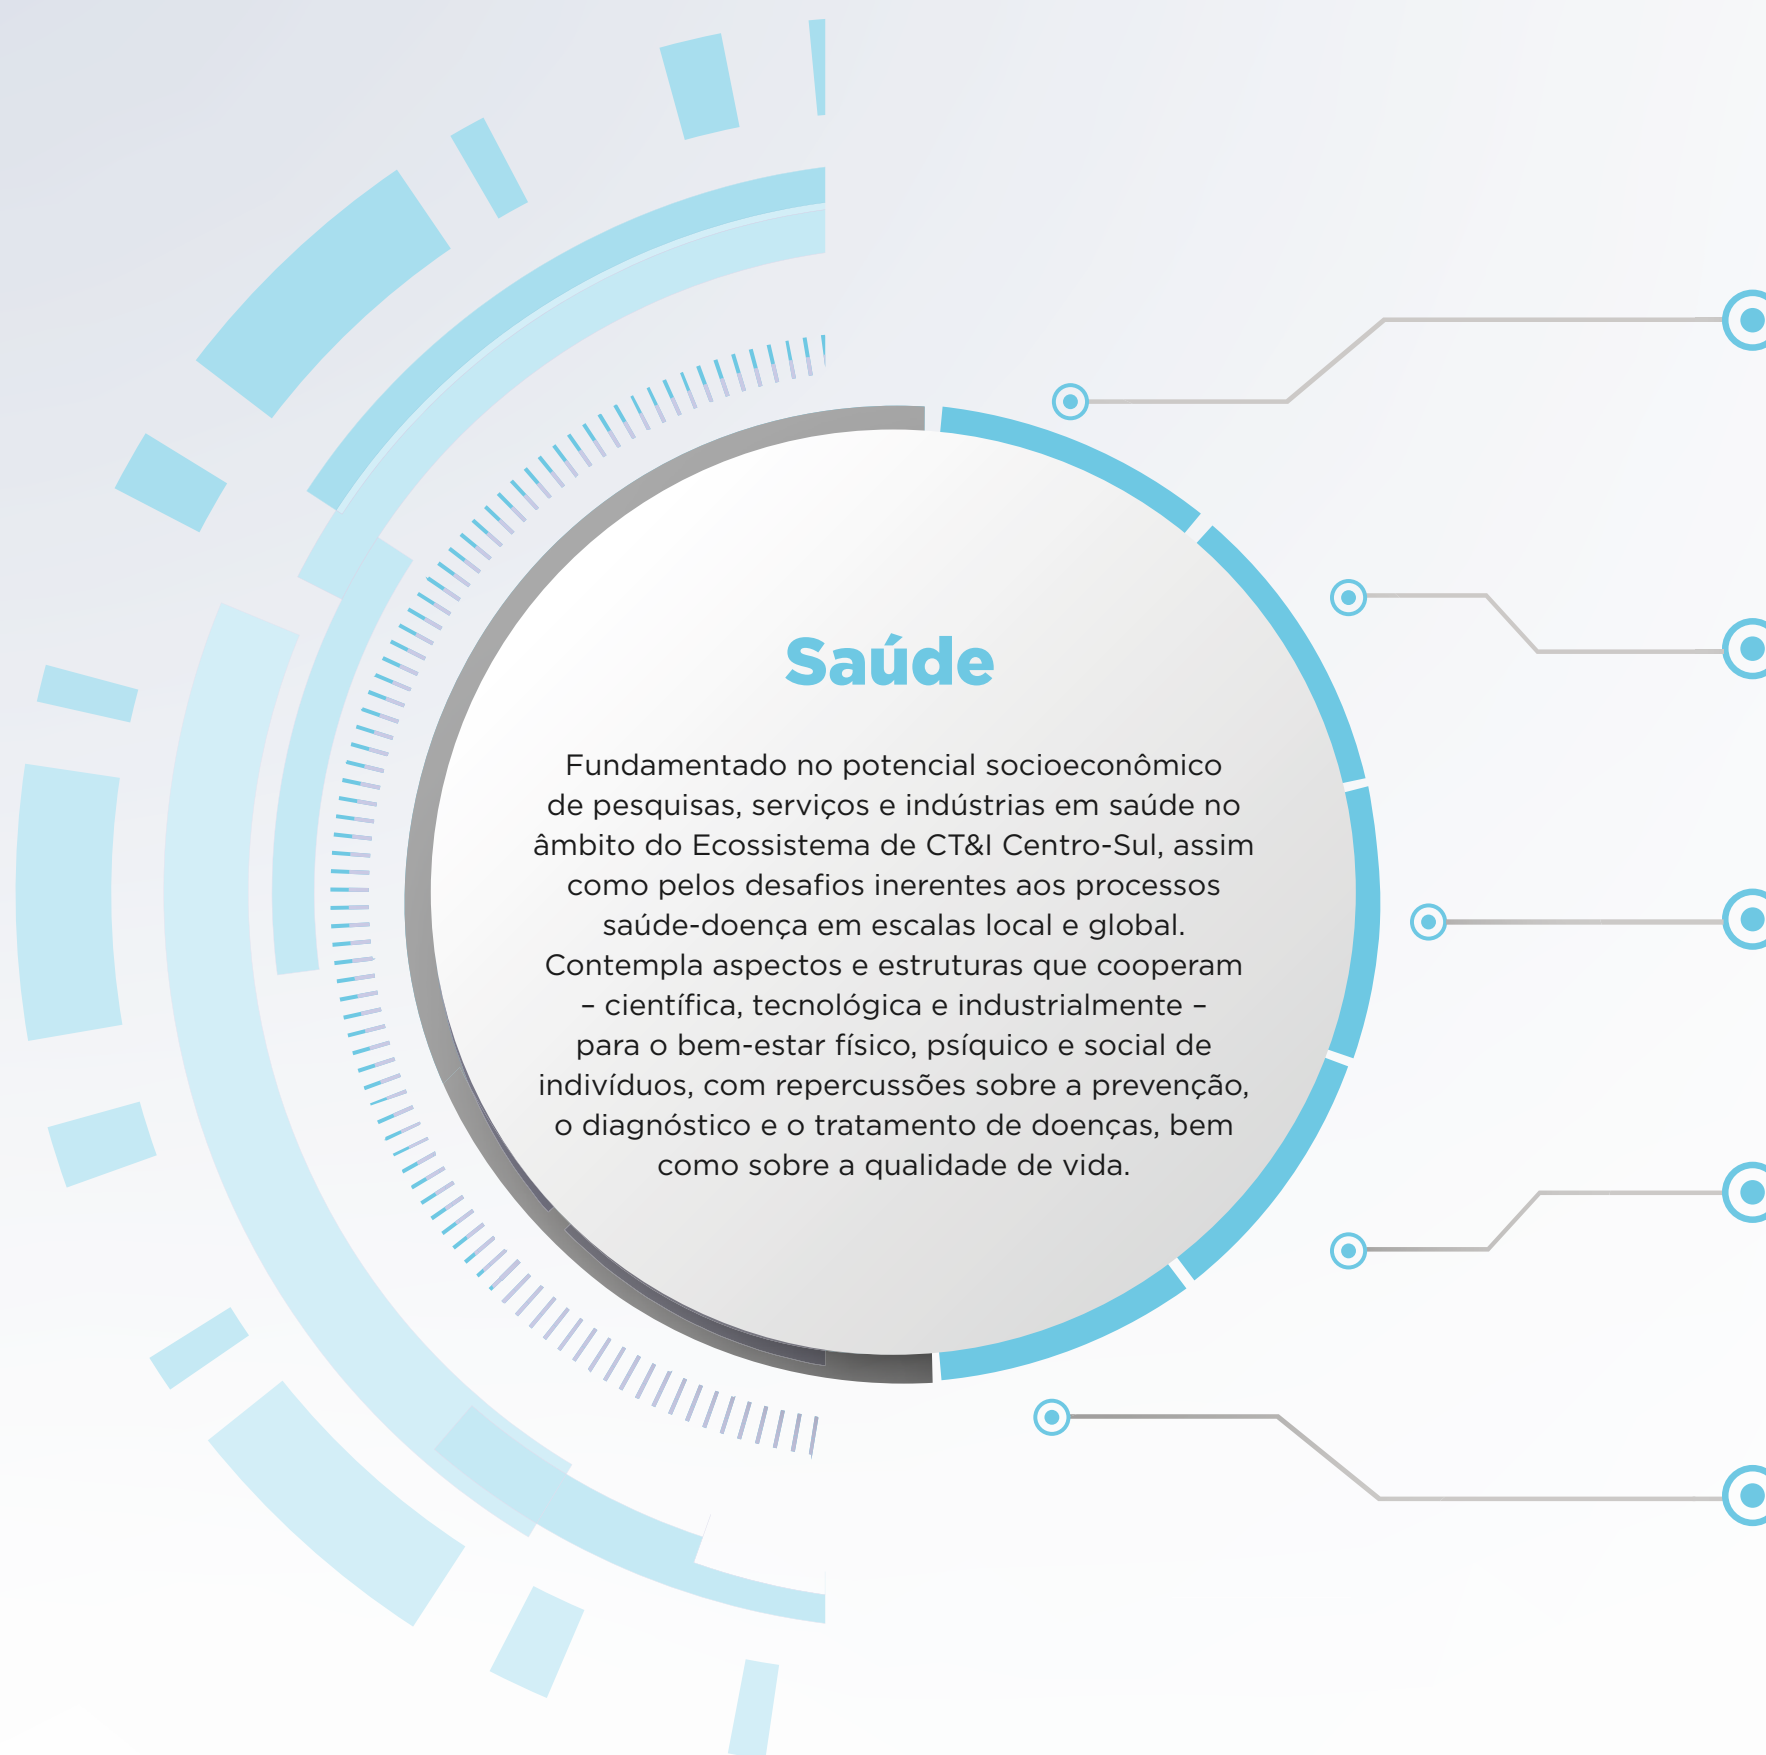 Saúde
Fundamentado no potencial socioeconômico
de pesquisas, serviços e indústrias em saúde no
âmbito do Ecossistema de CT&I Centro-Sul, assim
como pelos desafios inerentes aos processos
saúde-doença em escalas local e global.
Contempla aspectos e estruturas que cooperam
– científica, tecnológica e industrialmente –
para o bem-estar físico, psíquico e social de
indivíduos, com repercussões sobre a prevenção,
o diagnóstico e o tratamento de doenças, bem
como sobre a qualidade de vida.